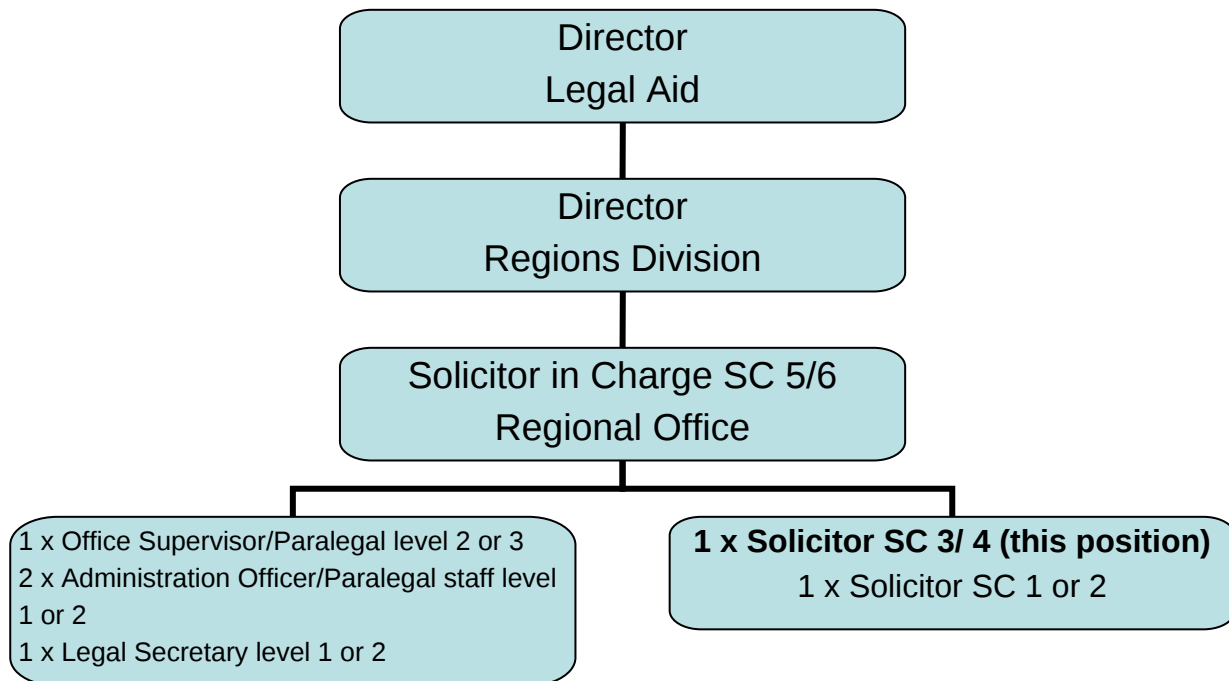 Director
Legal Aid
Director
Regions Division
Solicitor in Charge SC 5/6
Regional Office
1 x Office Supervisor/Paralegal level 2 or 3
2 x Administration Officer/Paralegal staff level
1 or 2
1 x Legal Secretary level 1 or 2
1 x Solicitor SC 3/ 4 (this position)
1 x Solicitor SC 1 or 2